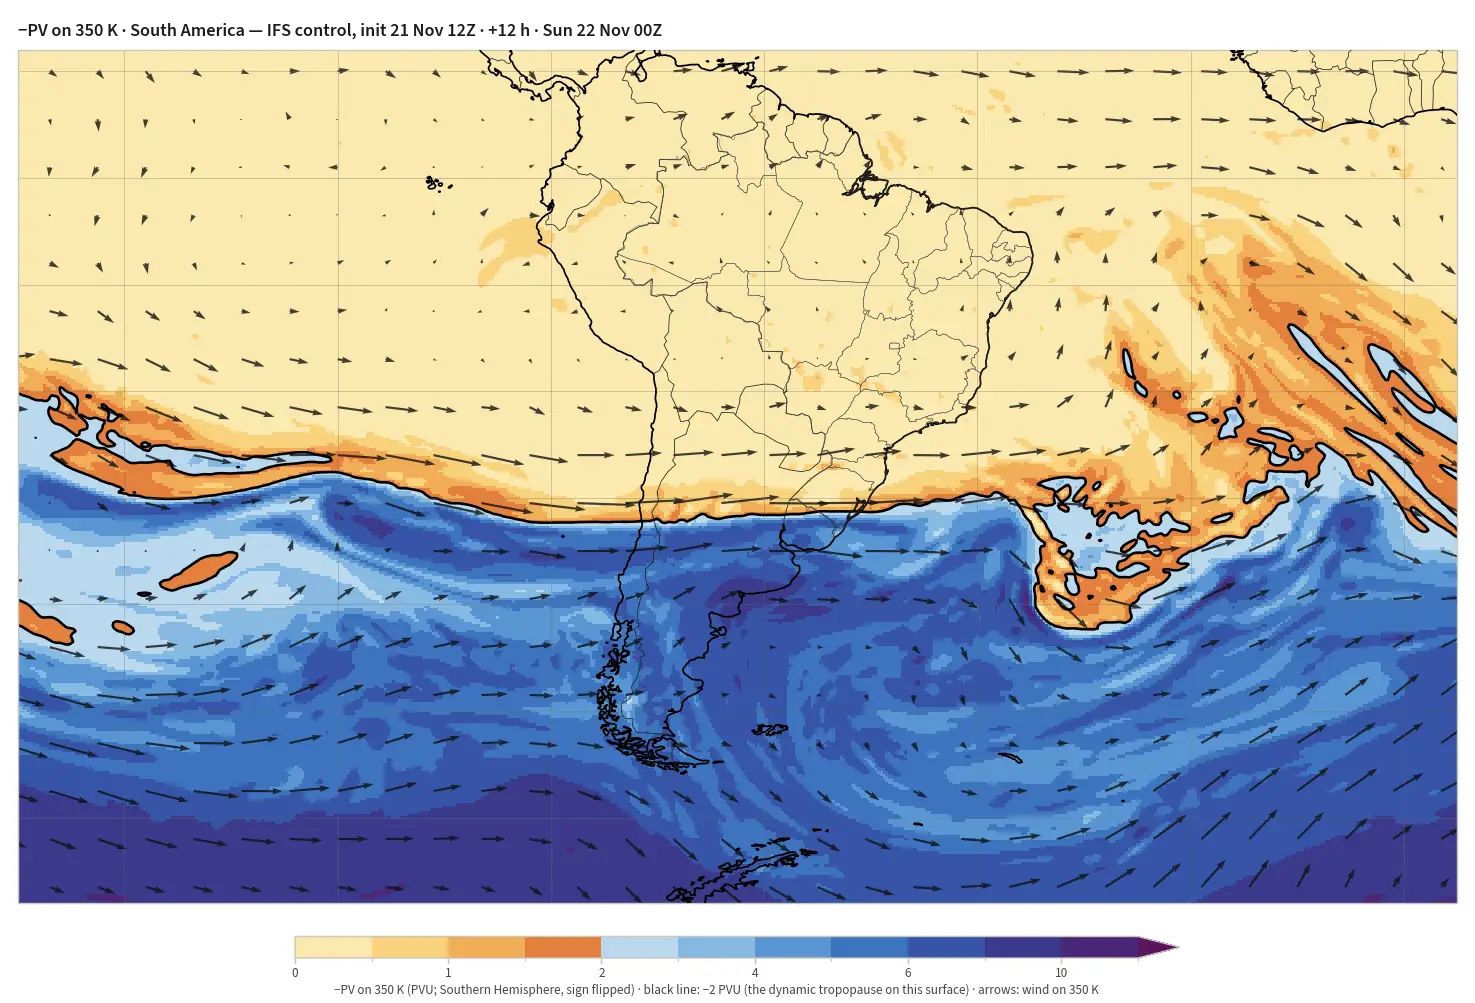 −PV on 350 K · South America — IFS control, init 21 Nov 12Z · +12 h · Sun 22 Nov 00Z
0 1 2 4 6 10
−PV on 350 K (PVU; Southern Hemisphere, sign flipped) · black line: −2 PVU (the dynamic tropopause on this surface) · arrows: wind on 350 K